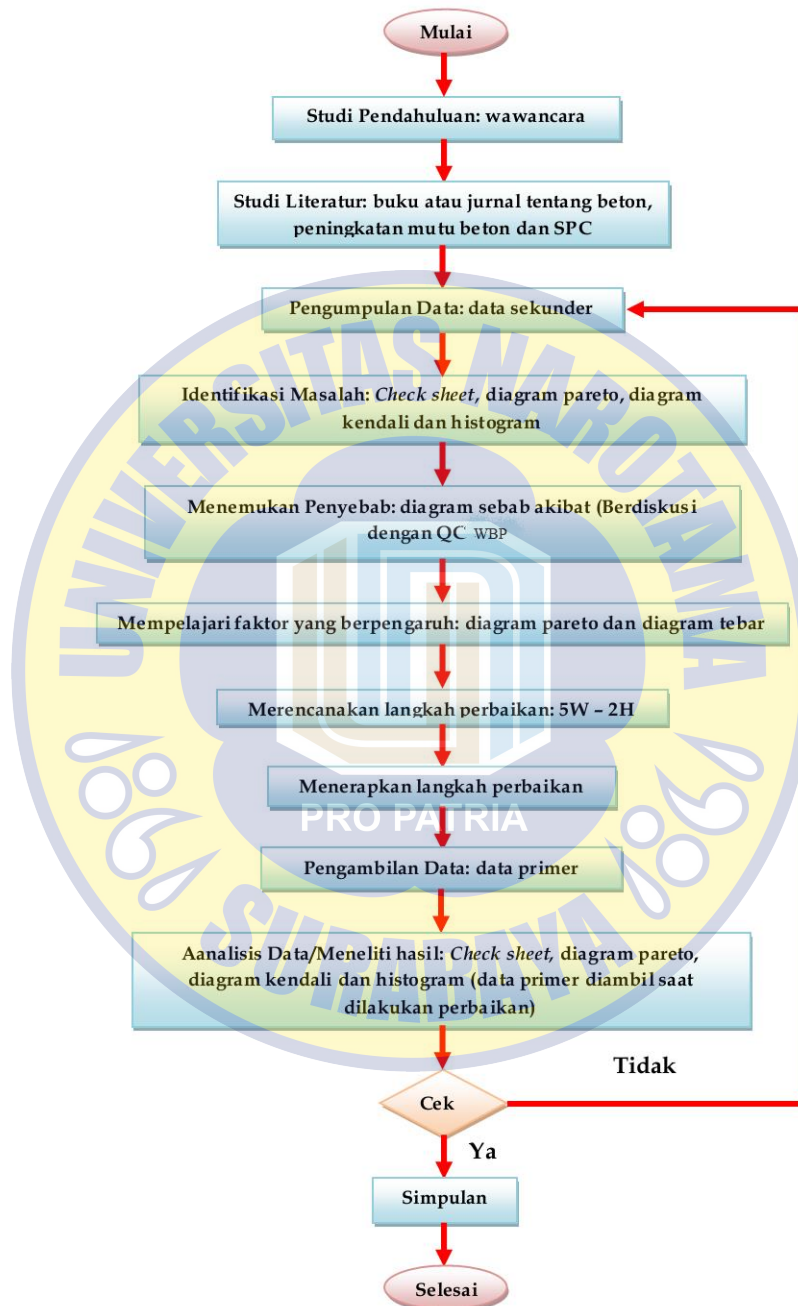 Mulai
Studi Pendahuluan: wawancara
Studi Literatur: buku atau jurnal tentang beton,
peningkatan mutu beton dan SPC
Pengumpulan Data: data sekunder
UNIVERSITAS NAROTAMA
Identifikasi Masalah: Check sheet, diagram pareto, diagram
kendali dan histogram
Menemukan Penyebab: diagram sebab akibat (Berdiskusi
dengan QC WBP
Mempelajari faktor yang berpengaruh: diagram pareto dan diagram tebar
Merencanakan langkah perbaikan: 5W – 2H
Menerapkan langkah perbaikan
PRO PATRIA
Pengambilan Data: data primer
SURABAYA
Aanalisis Data/Meneliti hasil: Check sheet, diagram pareto,
diagram kendali dan histogram (data primer diambil saat
dilakukan perbaikan)
Tidak
Cek
Ya
Simpulan
Selesai